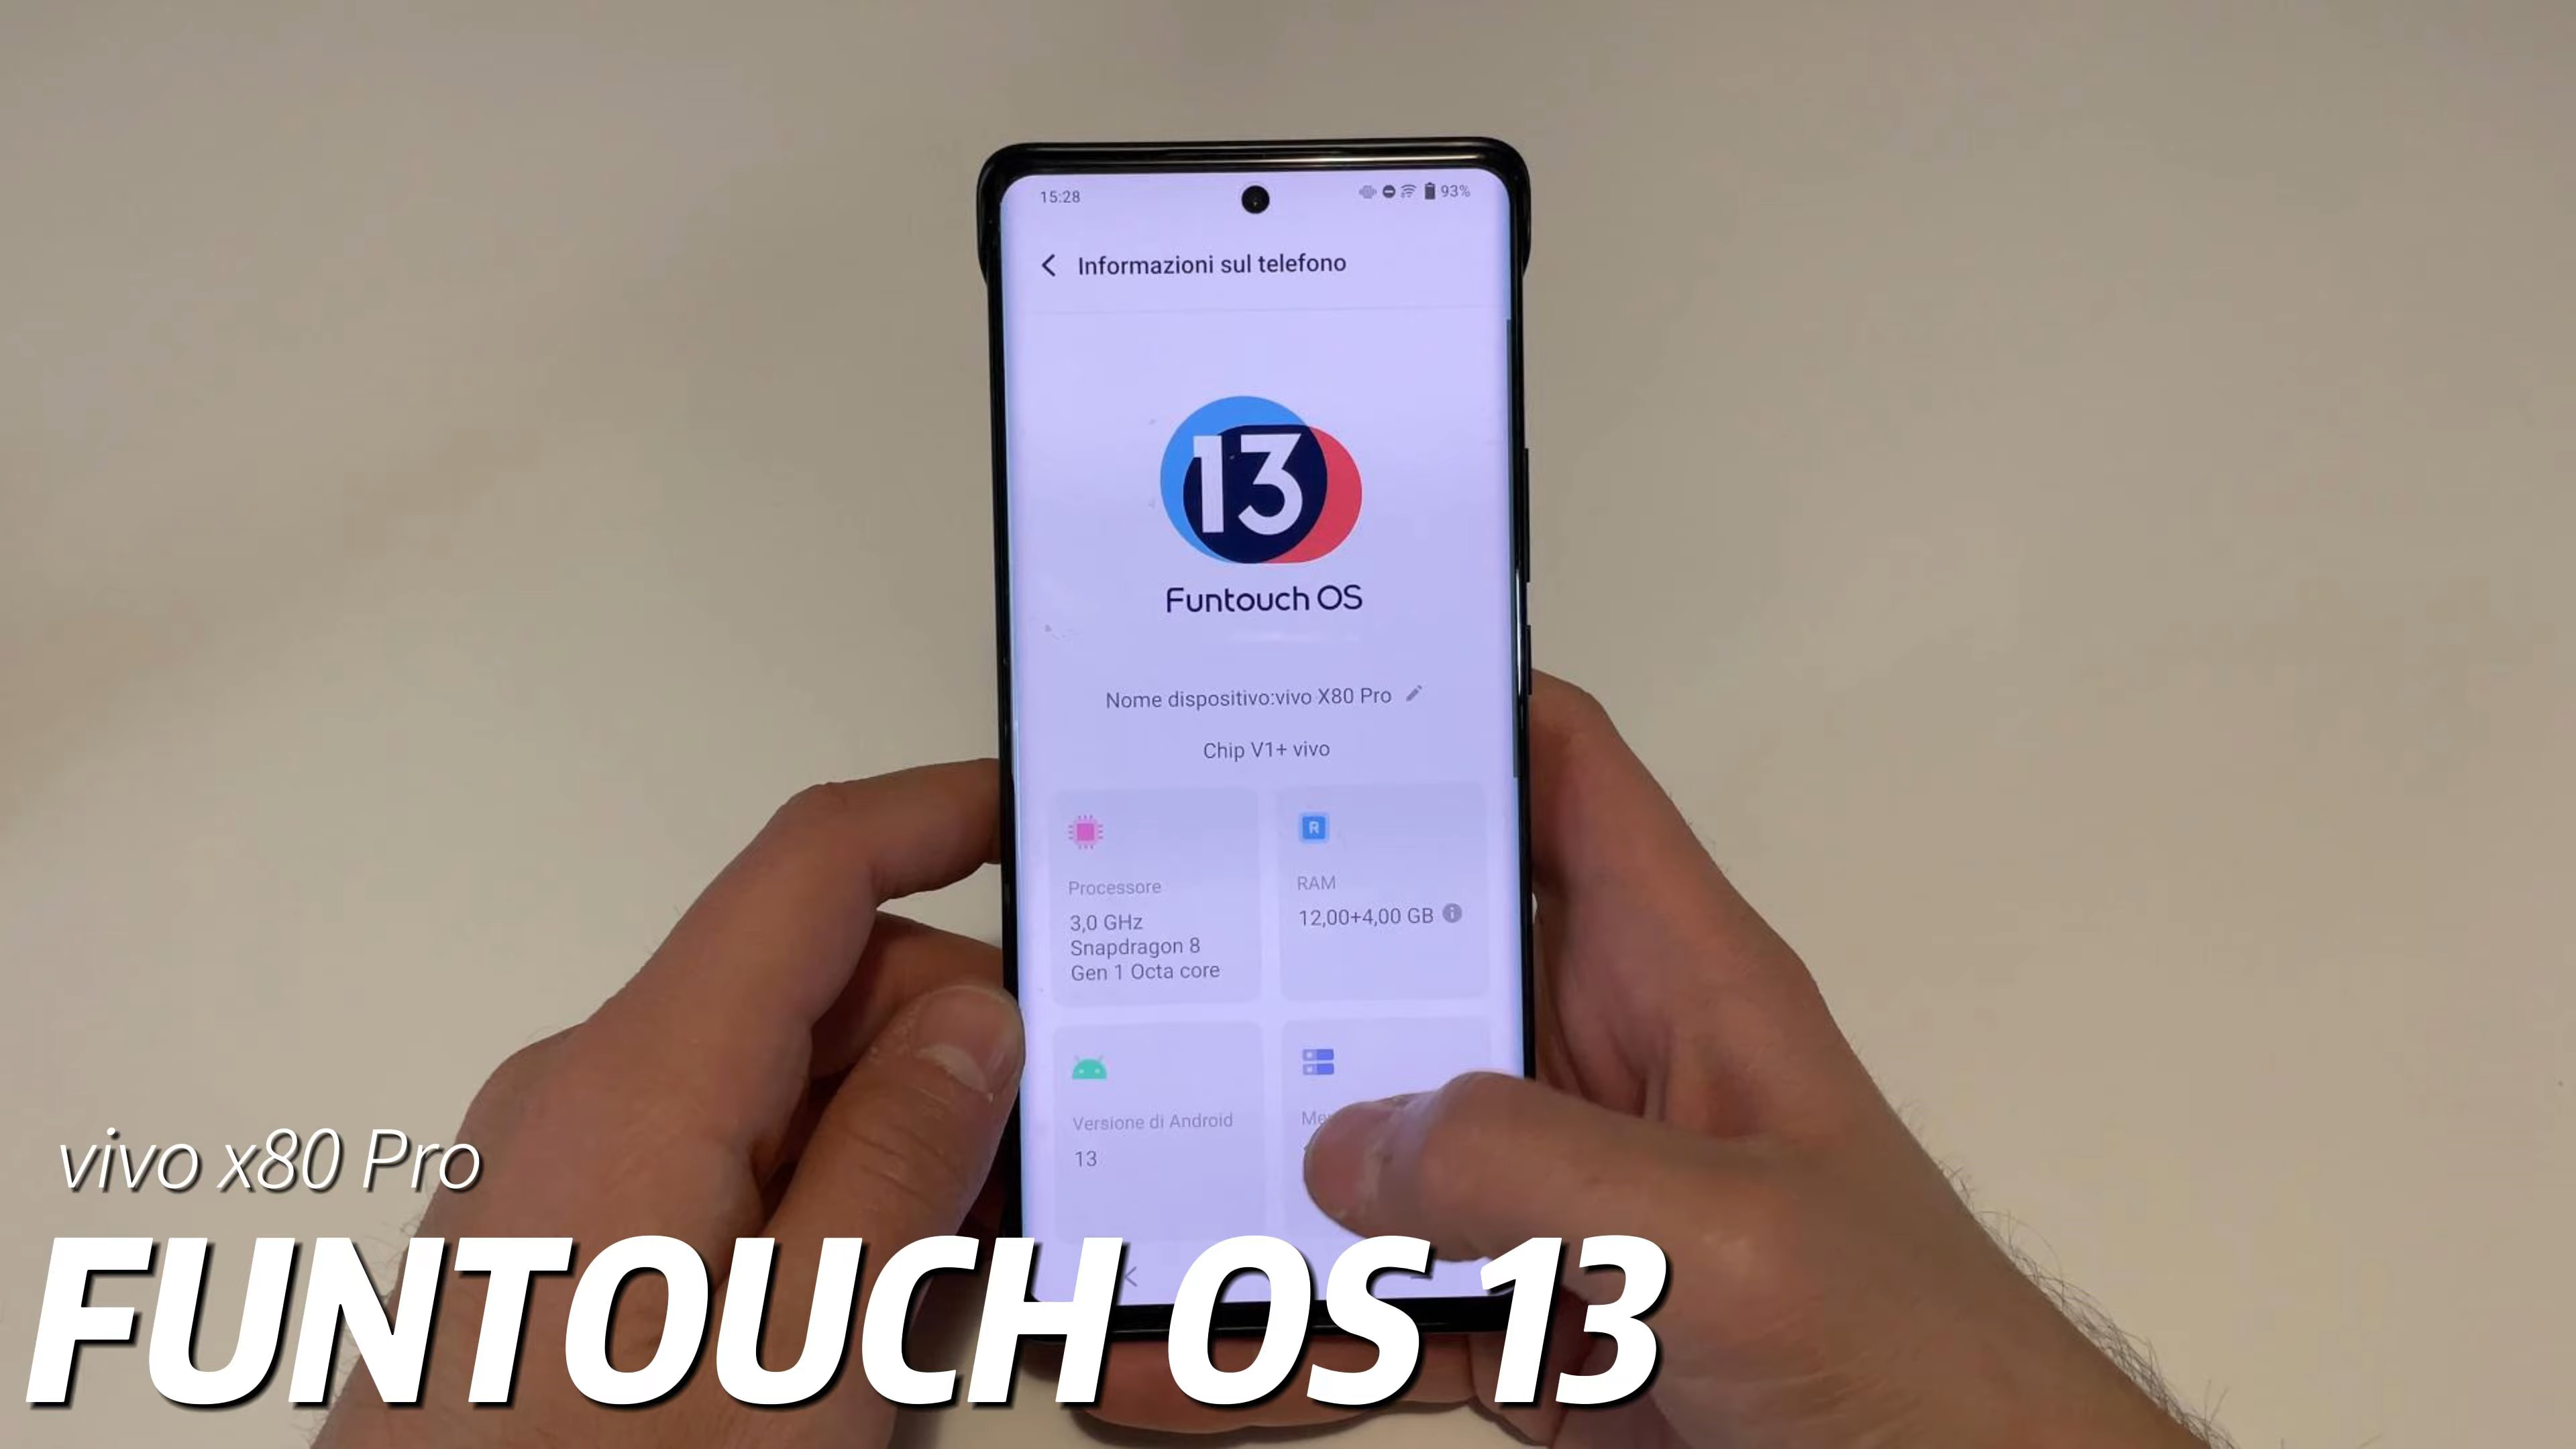 15:28
93%
Informazioni sul telefono
13
Funtouch OS
Nome dispositivo:vivo X80 Pro
Chip V1+ vivo
R
Processore
3,0 GHz
Snapdragon 8
Gen 1 Octa core
RAM
12,00+4,00 GB
Versione di Android
13
vivo x80 Pro
FUNTOUCH OS 13